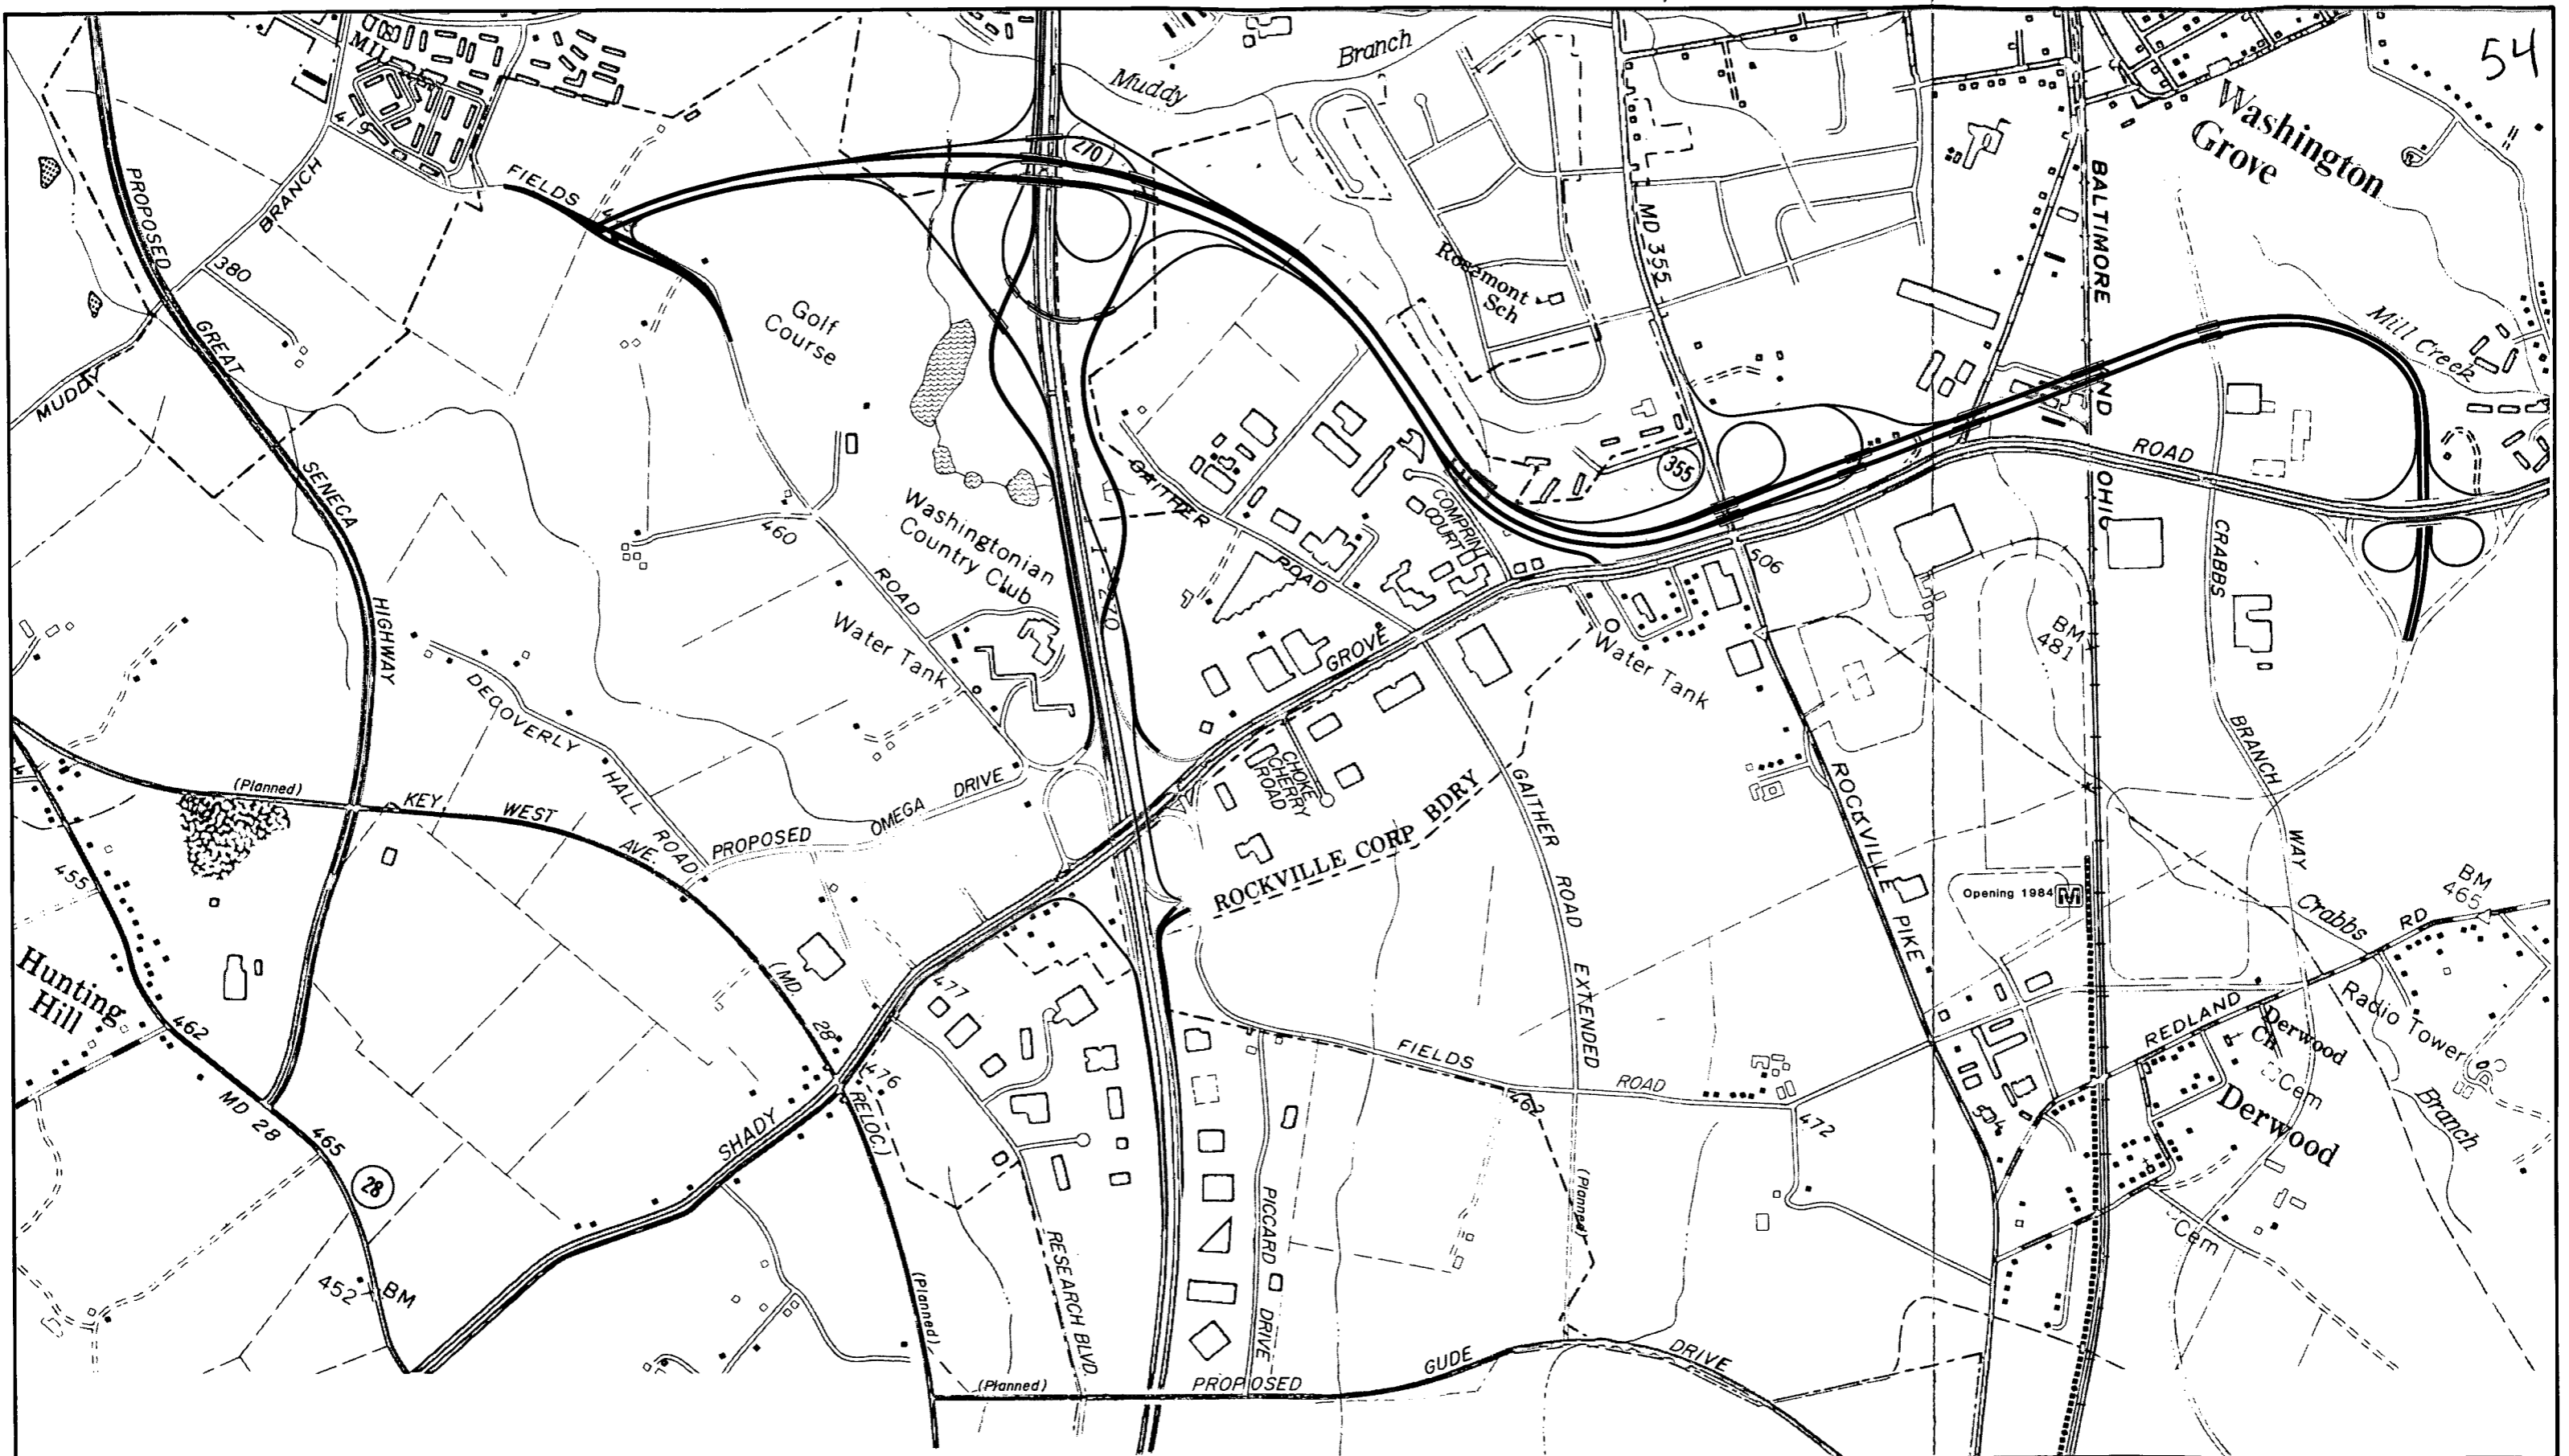 54
Muddy
Branch
Washington
Grove
270
FIELDS
PROPOSED
GREAT
SENECA
HIGHWAY
BRANCH
380
MUDDY
Golf
Course
Rosemont
Sch
MD 355
BALTIMORE
AND
OHIO
Mill Creek
355
ROAD
GAITHER
ROAD
COMPRINT
COURT
CRABBS
BRANCH
WAY
460
ROAD
Washingtonian
Country Club
Water Tank
I-270
506
Water Tank
BM
481
GROVE
DECOVERLY
HALL
ROAD
(Planned)
KEY
WEST
AVE.
PROPOSED
OMEGA
DRIVE
CHOKE
CHERRY
ROAD
ROCKVILLE CORP BDRY
GAITHER
ROAD
EXTENDED
ROCKVILLE
PIKE
Opening 1984
M
455
Hunting
Hill
462
MD 28
465
28
452
BM
(MD.
28
RELOC.)
477
476
SHADY
(Planned)
RESEARCH BLVD.
PICCARD
DRIVE
FIELDS
ROAD
462
472
(Planned)
BM
465
Crabbs
Branch
REDLAND
RD
Radio Tower
Derwood
Ch
Cem
Derwood
Cem
(Planned)
PROPOSED
GUDE
DRIVE